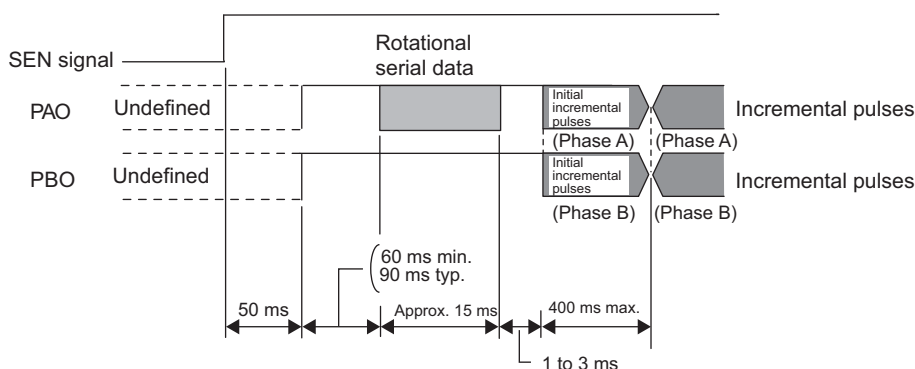 SEN signal
Rotational
serial data
PAO
Undefined
Initial
incremental
pulses
(Phase A)
(Phase A)
Incremental pulses
PBO
Undefined
Initial
incremental
pulses
(Phase B)
(Phase B)
Incremental pulses
60 ms min.
90 ms typ.
50 ms
Approx. 15 ms
400 ms max.
1 to 3 ms